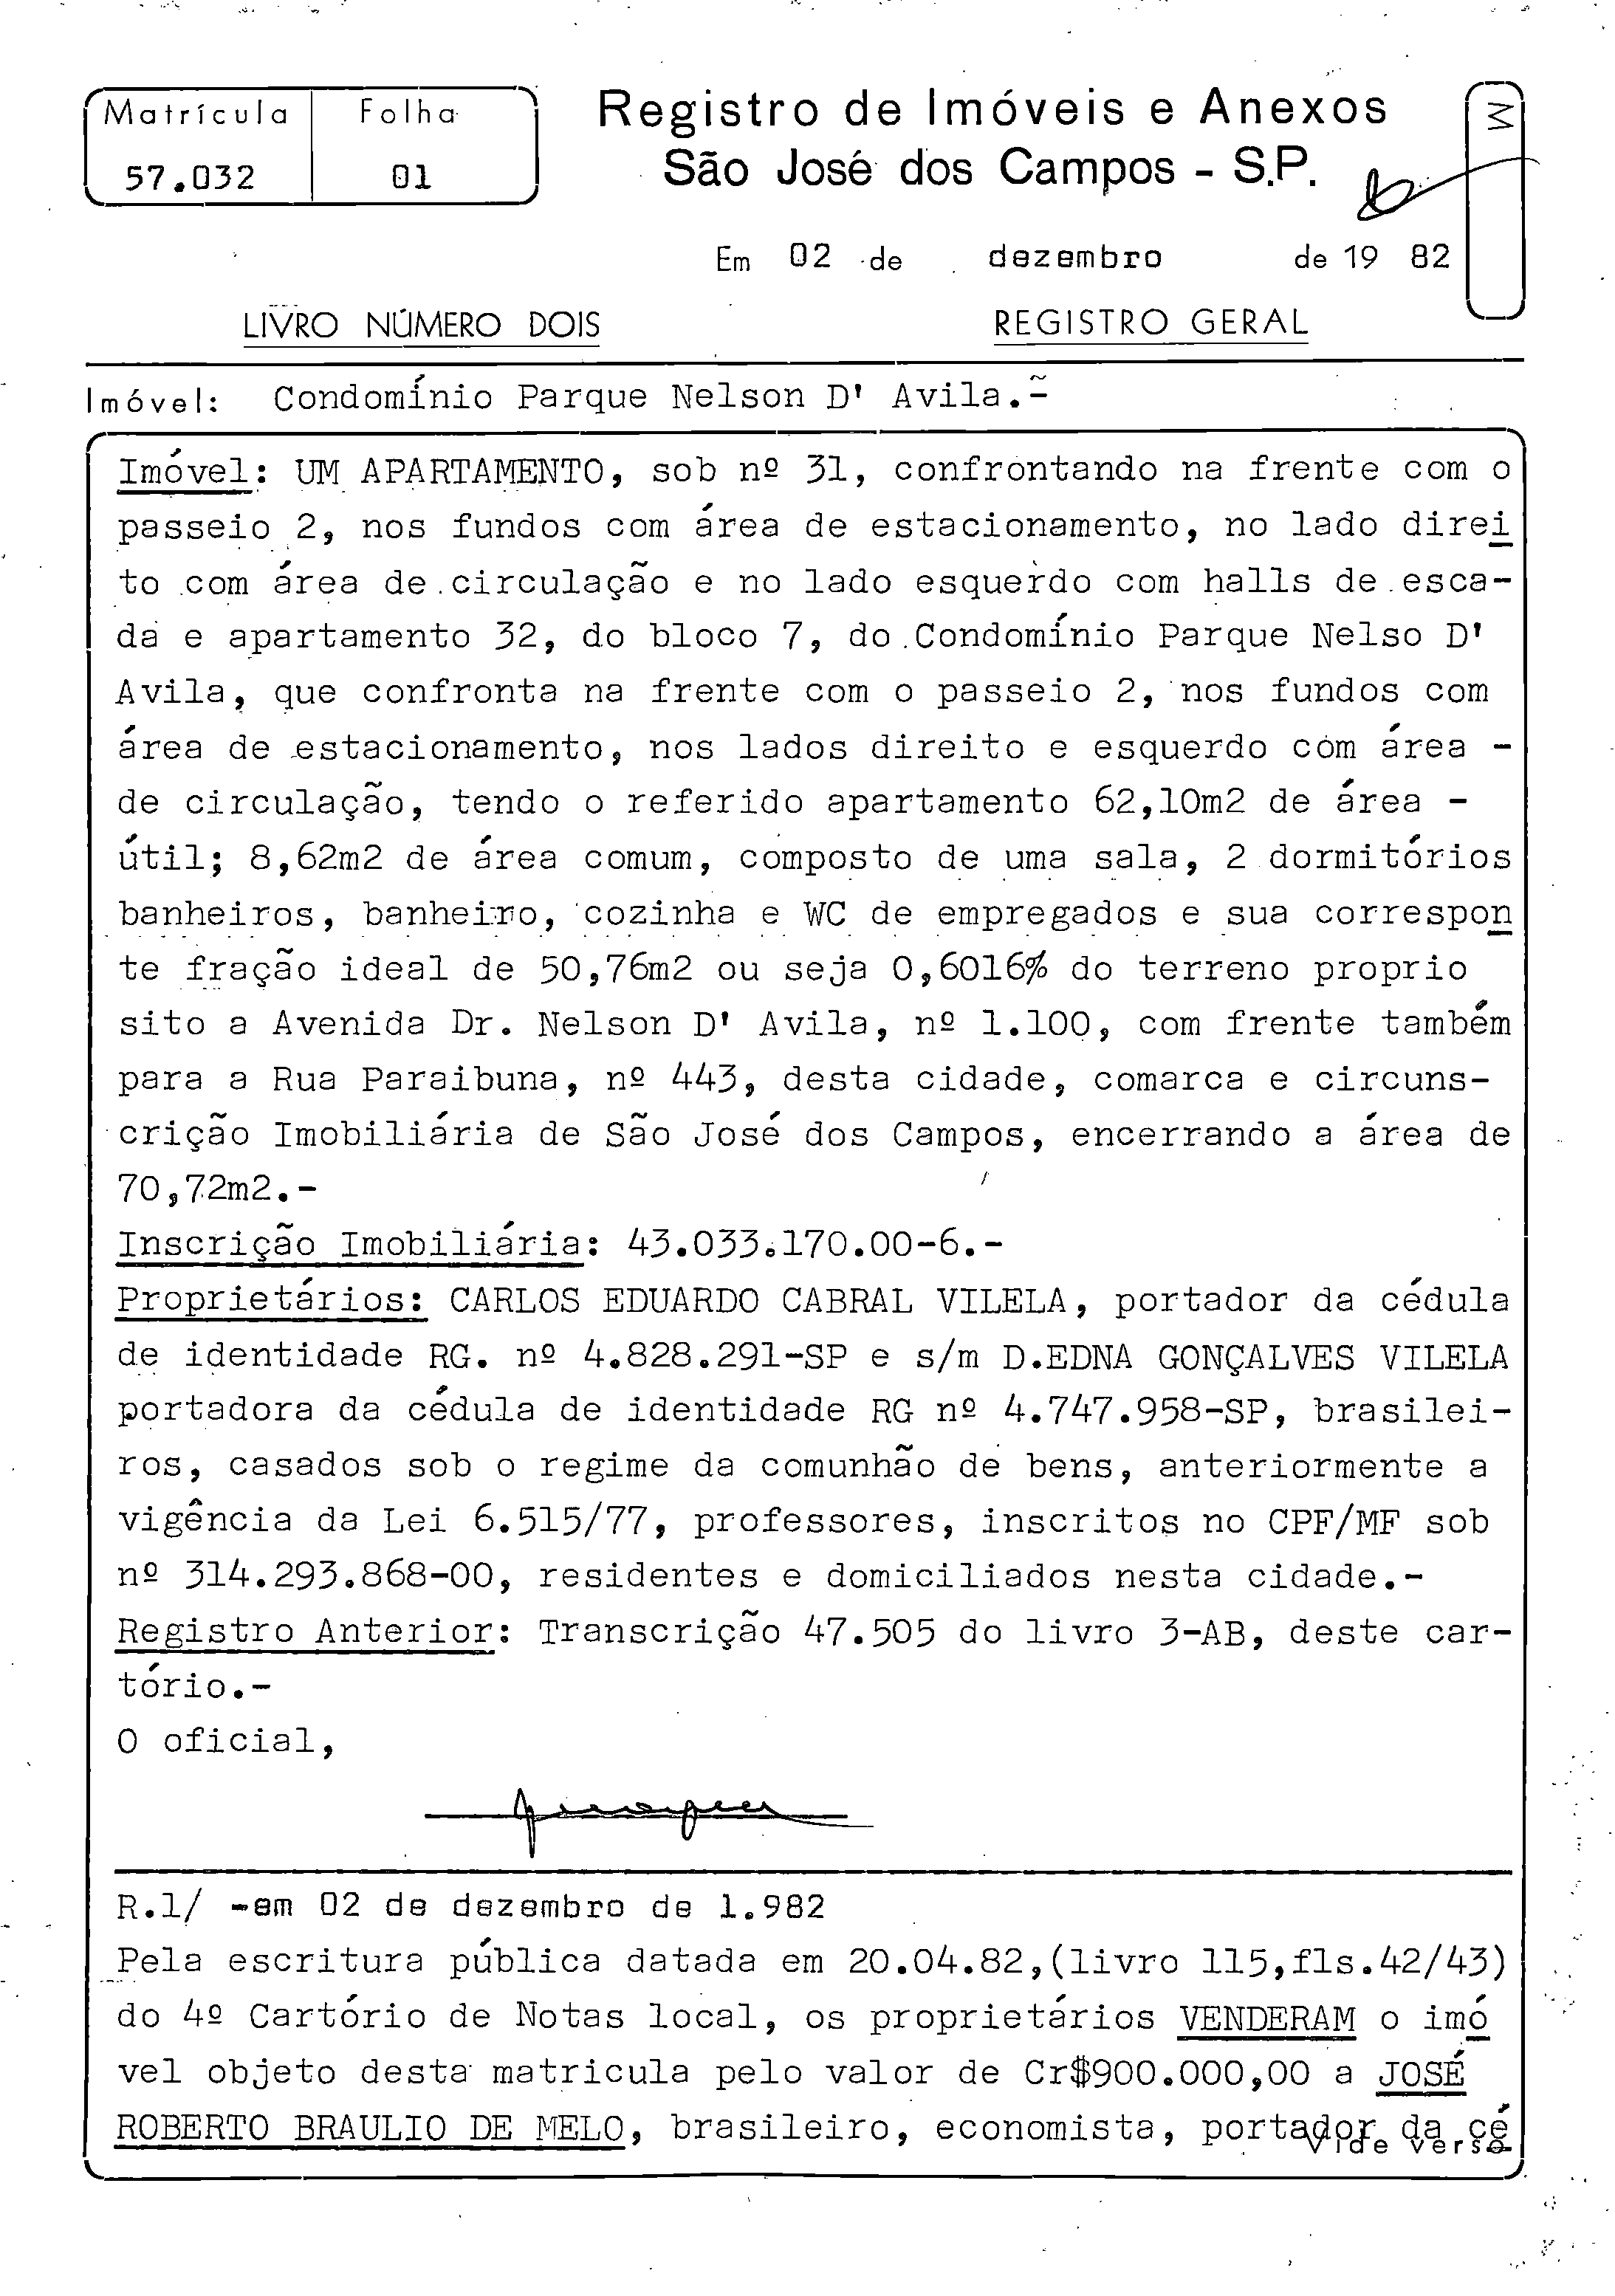 Matrícula Folha
57.032 01
Registro de Imóveis e Anexos
São José dos Campos - S.P.
M
Em 02 de dezembro de 19 82
LIVRO NÚMERO DOIS REGISTRO GERAL
Imóvel: Condomínio Parque Nelson D' Avila.-
Imóvel: UM APARTAMENTO, sob nº 31, confrontando na frente com o
passeio 2, nos fundos com área de estacionamento, no lado direi
to com área de circulação e no lado esquerdo com halls de esca-
da e apartamento 32, do bloco 7, do Condomínio Parque Nelso D'
Avila, que confronta na frente com o passeio 2, nos fundos com
área de estacionamento, nos lados direito e esquerdo com área -
de circulação, tendo o referido apartamento 62,10m2 de área -
útil; 8,62m2 de área comum, composto de uma sala, 2 dormitórios
banheiros, banheiro, cozinha e WC de empregados e sua correspon
te fração ideal de 50,76m2 ou seja 0,6016% do terreno proprio
sito a Avenida Dr. Nelson D' Avila, nº 1.100, com frente também
para a Rua Paraibuna, nº 443, desta cidade, comarca e circuns-
crição Imobiliária de São José dos Campos, encerrando a área de
70,72m2.-
Inscrição Imobiliária: 43.033.170.00-6.-
Proprietários: CARLOS EDUARDO CABRAL VILELA, portador da cédula
de identidade RG. nº 4.828.291-SP e s/m D.EDNA GONÇALVES VILELA
portadora da cédula de identidade RG nº 4.747.958-SP, brasilei-
ros, casados sob o regime da comunhão de bens, anteriormente a
vigência da Lei 6.515/77, professores, inscritos no CPF/MF sob
nº 314.293.868-00, residentes e domiciliados nesta cidade.-
Registro Anterior: Transcrição 47.505 do livro 3-AB, deste car-
tório.-
O oficial,
R.1/ -em 02 de dezembro de 1.982
Pela escritura pública datada em 20.04.82,(livro 115,fls.42/43)
do 4º Cartório de Notas local, os proprietários VENDERAM o imó
vel objeto desta matricula pelo valor de Cr$900.000,00 a JOSÉ
ROBERTO BRAULIO DE MELO, brasileiro, economista, portador da cé
Vide verso